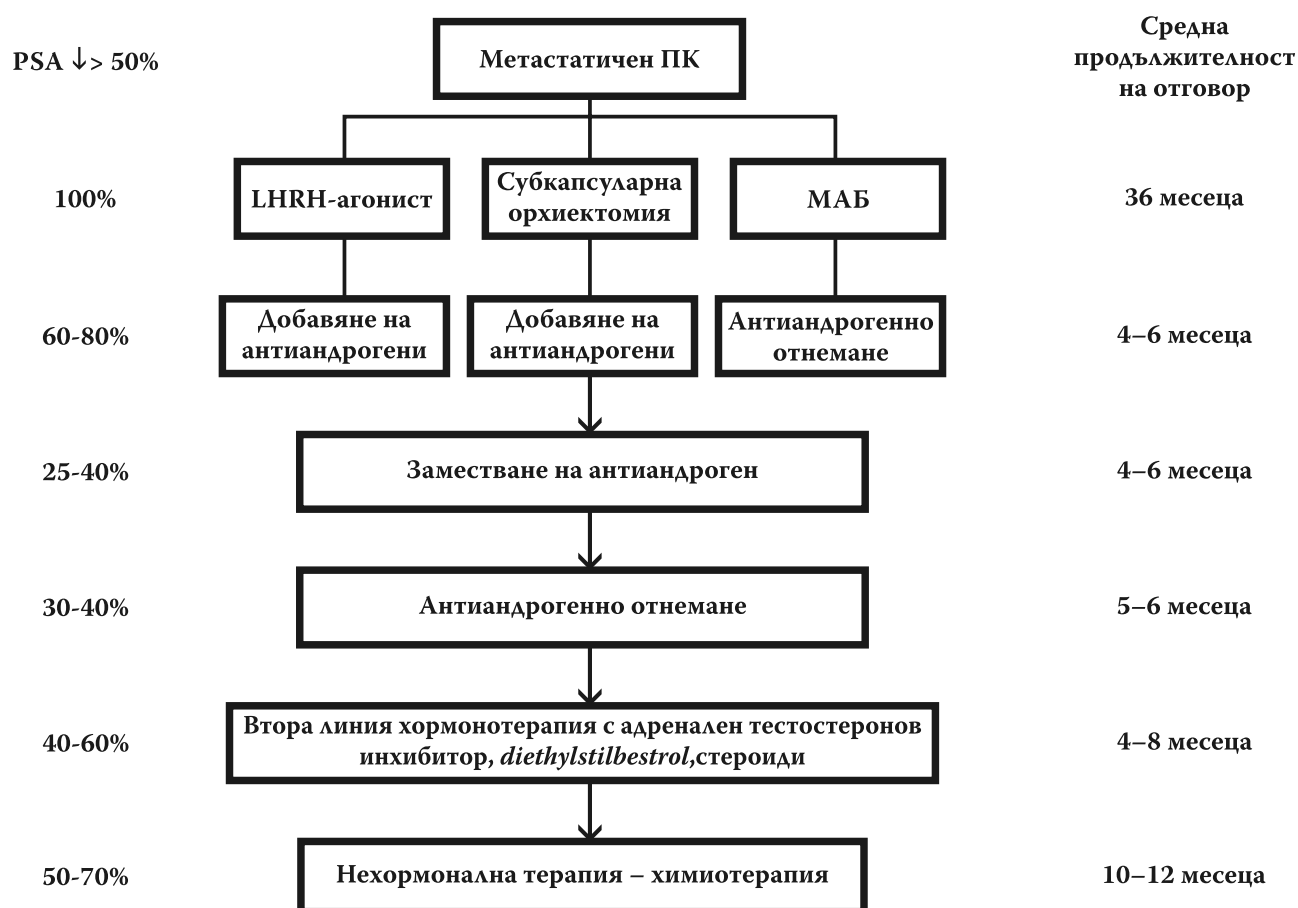 PSA ↓> 50%
Метастатичен ПК
Средна
продължителност
на отговор
100%
LHRH-агонист
Субкапсуларна
орхиектомия
МАБ
36 месеца
60-80%
Добавяне на
антиандрогени
Добавяне на
антиандрогени
Антиандрогенно
отнемане
4–6 месеца
25-40%
Заместване на антиандроген
4–6 месеца
30-40%
Антиандрогенно отнемане
5–6 месеца
40-60%
Втора линия хормонотерапия с адренален тестостеронов
инхибитор, diethylstilbestrol,стероиди
4–8 месеца
50-70%
Нехормонална терапия – химиотерапия
10–12 месеца